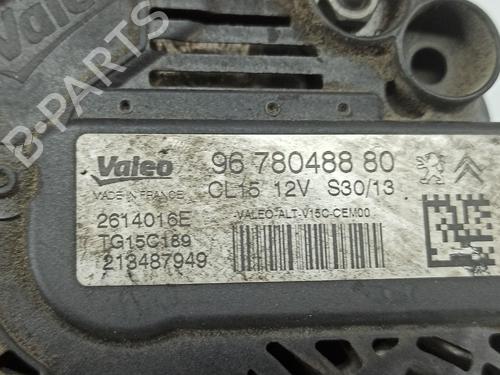 Valeo
B-PARTS
Valeo 96 780488 80
MADE IN FRANCE CL15 12V S30/13
2614016E VALEO-ALT-V15C-CEM00
TG15C189
213487949